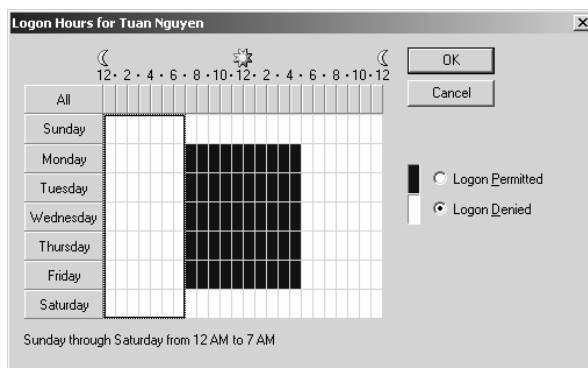 Logon Hours for Tuan Nguyen
OK
Cancel
12 · 2 · 4 · 6 · 8 · 10 · 12 · 2 · 4 · 6 · 8 · 10 · 12
All
Sunday
Monday
Tuesday
Wednesday
Thursday
Friday
Saturday
Logon Permitted
Logon Denied
Sunday through Saturday from 12 AM to 7 AM